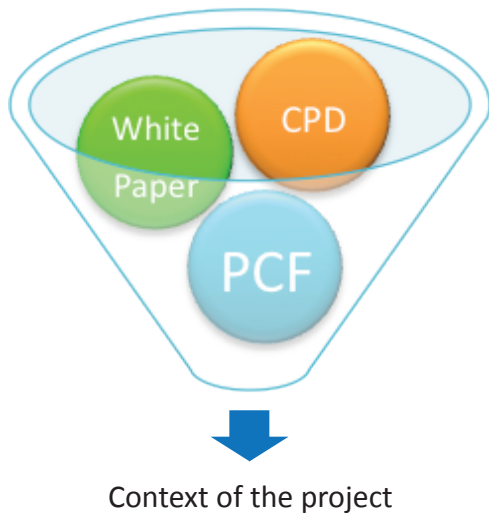 White
Paper
CPD
PCF
Context of the project